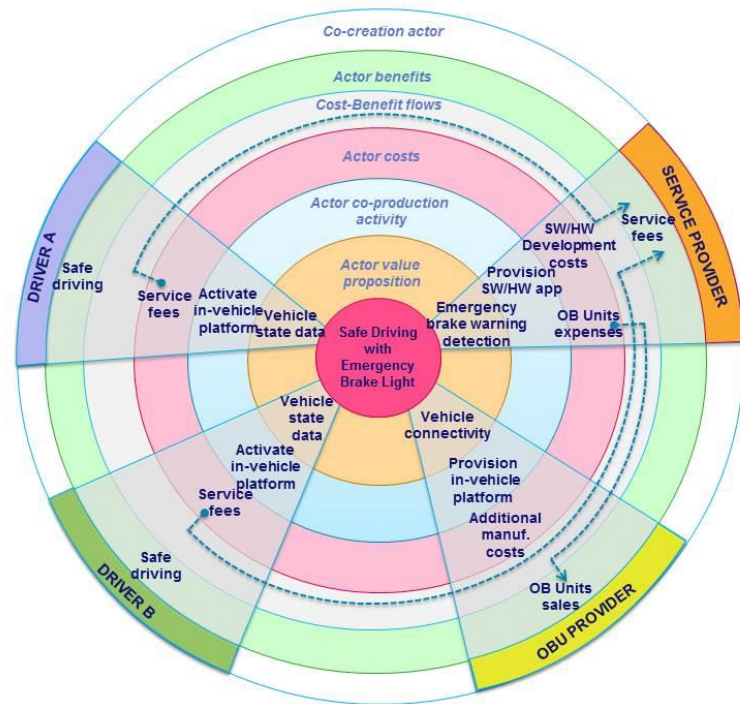 Co-creation actor
Actor benefits
Cost-Benefit flows
Actor costs
Actor co-production
activity
Actor value
proposition
Safe Driving
with
Emergency
Brake Light
DRIVER A
Safe
driving
Service
fees
Activate
in-vehicle
platform
Vehicle
state data
SERVICE PROVIDER
Service
fees
SW/HW
Development
costs
OB Units
expenses
Provision
SW/HW app
Emergency
brake warning
detection
DRIVER B
Safe
driving
Service
fees
Activate
in-vehicle
platform
Vehicle
state
data
OBU PROVIDER
OB Units
sales
Additional
manuf.
costs
Provision
in-vehicle
platform
Vehicle
connectivity